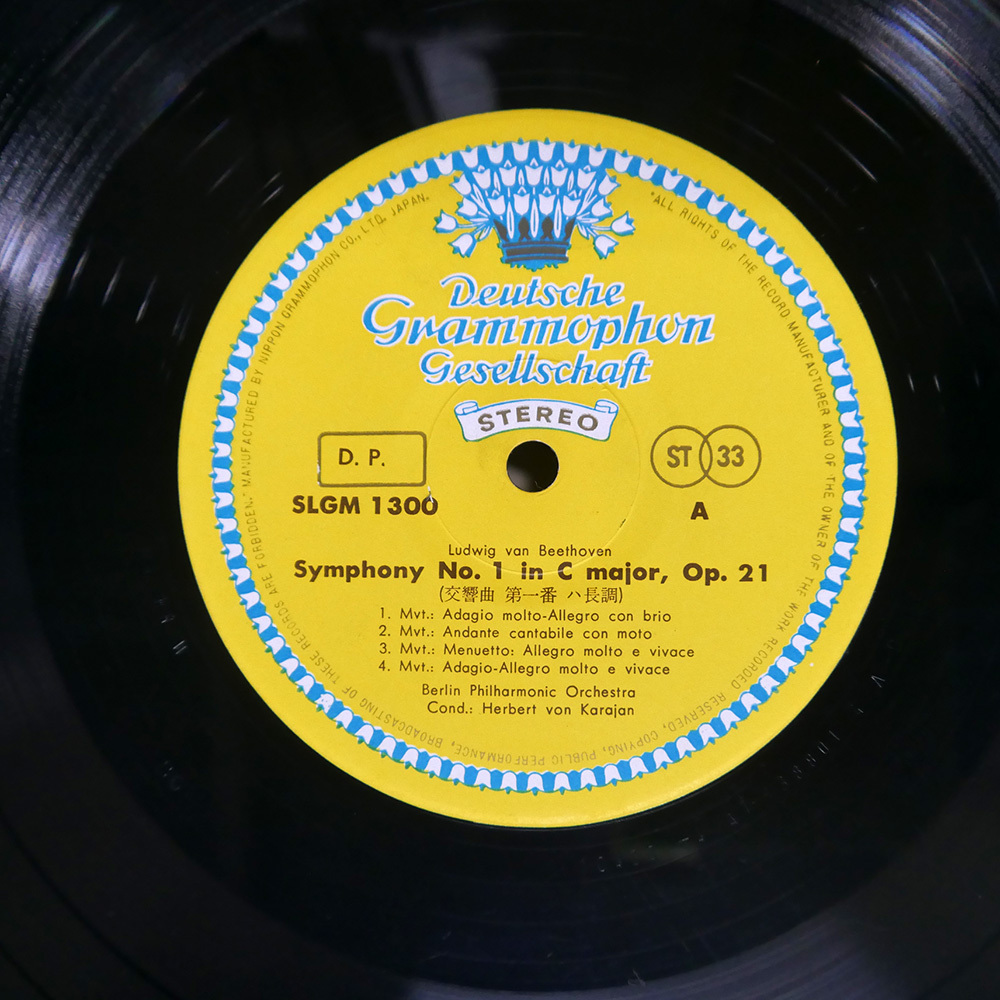 Deutsche
Grammophon
Gesellschaft
STEREO
D. P.
ST 33
SLGM 1300
A
Ludwig van Beethoven
Symphony No. 1 in C major, Op. 21
(交響曲 第一番 ハ長調)
1. Mvt.: Adagio molto-Allegro con brio
2. Mvt.: Andante cantabile con moto
3. Mvt.: Menuetto: Allegro molto e vivace
4. Mvt.: Adagio-Allegro molto e vivace
Berlin Philharmonic Orchestra
Cond.: Herbert von Karajan
"ALL RIGHTS OF THE RECORD MANUFACTURER AND OF THE OWNER OF THE WORK RECORDED RESERVED, COPYING, PUBLIC PERFORMANCE, BROADCASTING OF THESE RECORDS ARE FORBIDDEN." MANUFACTURED BY NIPPON GRAMMOPHON CO., LTD. JAPAN.